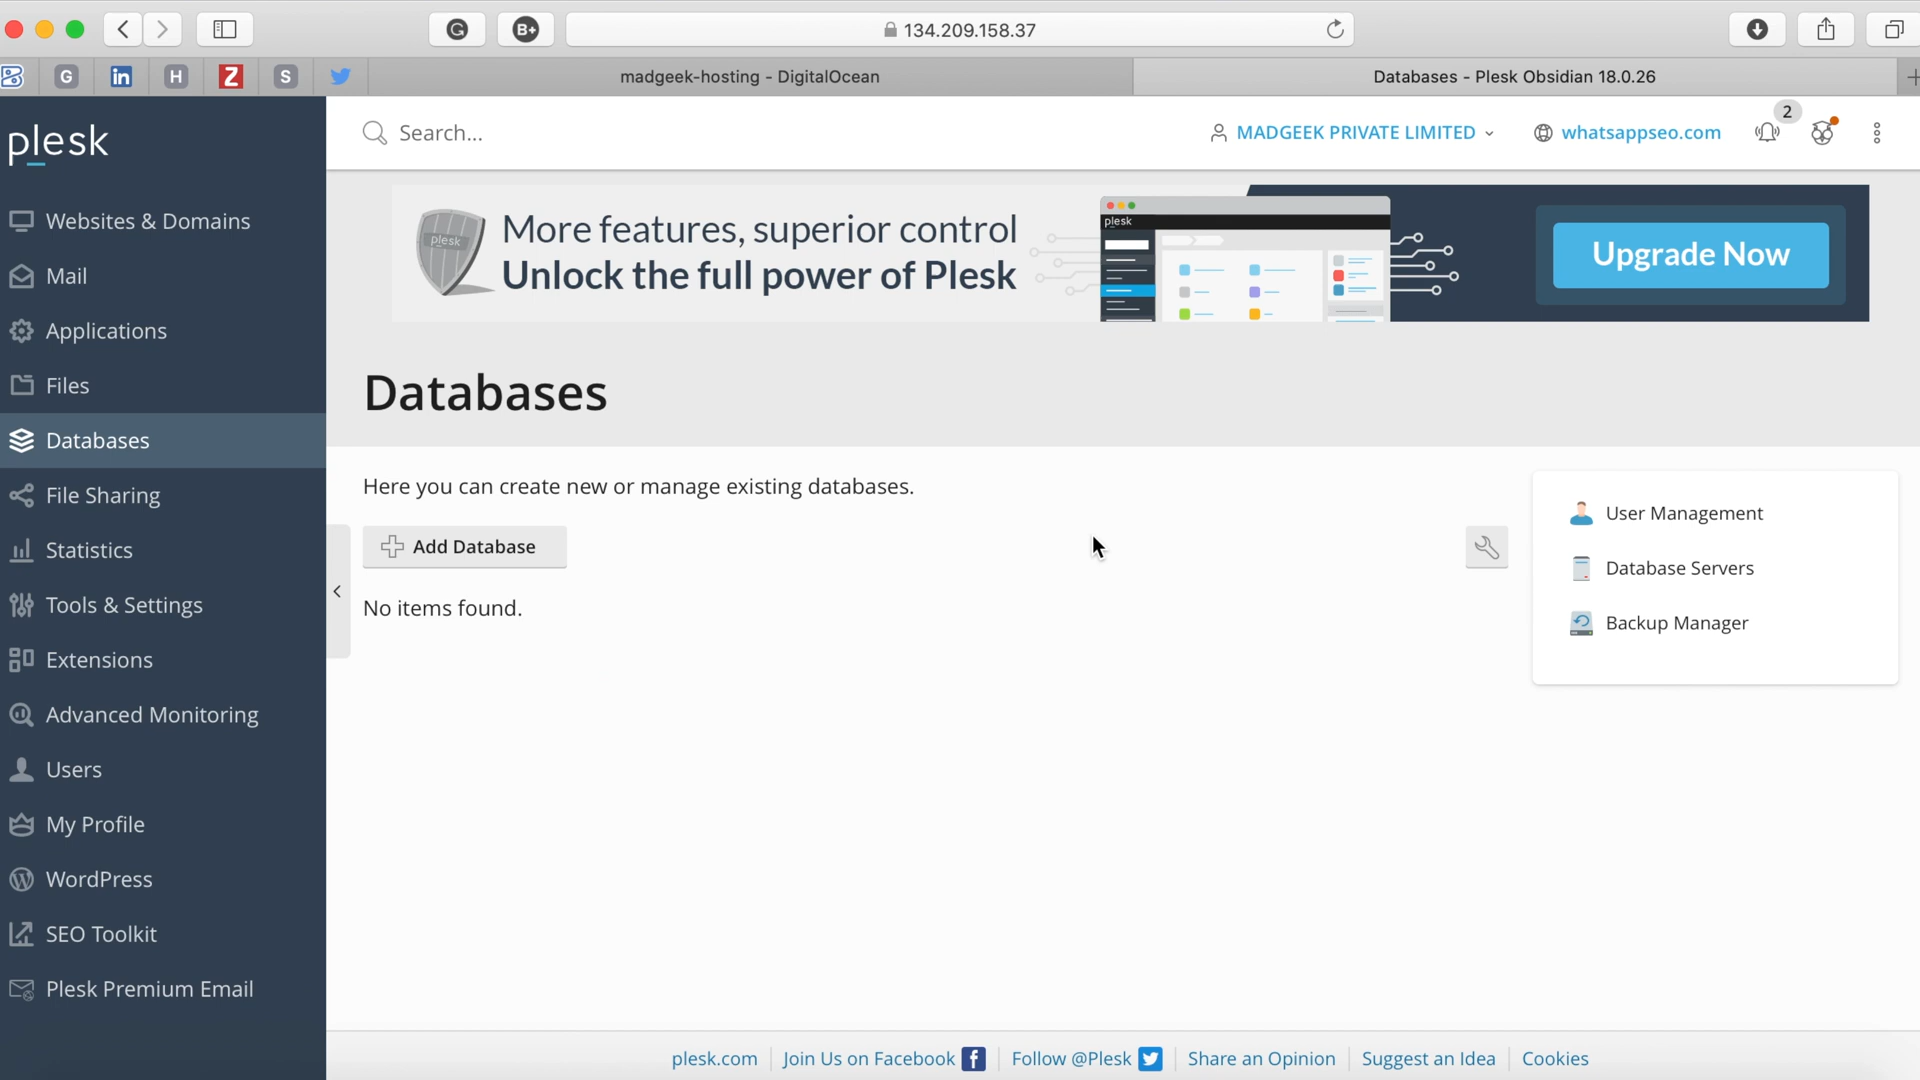 G
B+
134.209.158.37
G
in
H
Z
S
madgeek-hosting - DigitalOcean
Databases - Plesk Obsidian 18.0.26
plesk
Search...
MADGEEK PRIVATE LIMITED
whatsappseo.com
2
Websites & Domains
Mail
Applications
Files
Databases
File Sharing
Statistics
Tools & Settings
Extensions
Advanced Monitoring
Users
My Profile
WordPress
SEO Toolkit
Plesk Premium Email
plesk
More features, superior control
Unlock the full power of Plesk
plesk
Upgrade Now
Databases
Here you can create new or manage existing databases.
Add Database
No items found.
User Management
Database Servers
Backup Manager
plesk.com
Join Us on Facebook
Follow @Plesk
Share an Opinion
Suggest an Idea
Cookies